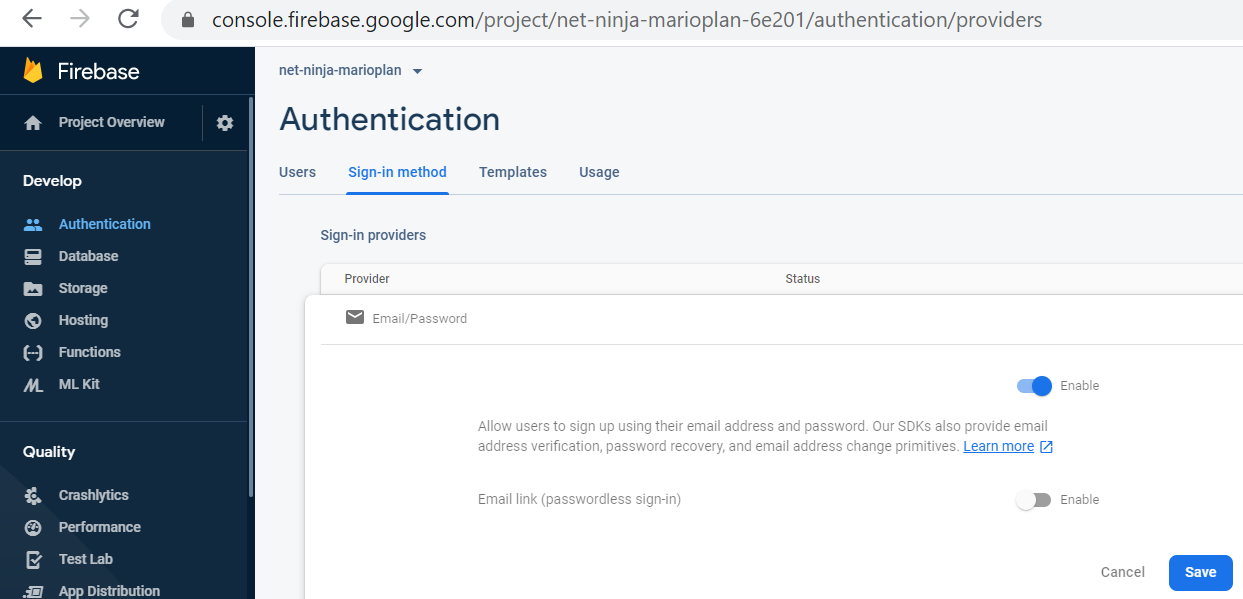 console.firebase.google.com/project/net-ninja-marioplan-6e201/authentication/providers
Firebase
Project Overview
Develop
Authentication
Database
Storage
Hosting
Functions
ML Kit
Quality
Crashlytics
Performance
Test Lab
App Distribution
net-ninja-marioplan
Authentication
Users Sign-in method Templates Usage
Sign-in providers
Provider Status
Email/Password
Enable
Allow users to sign up using their email address and password. Our SDKs also provide email
address verification, password recovery, and email address change primitives. Learn more
Email link (passwordless sign-in) Enable
Cancel Save